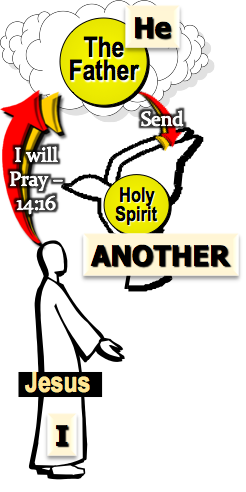 He
The
Father
Send
I will
Pray –
14:16
Holy
Spirit
ANOTHER
Jesus
I